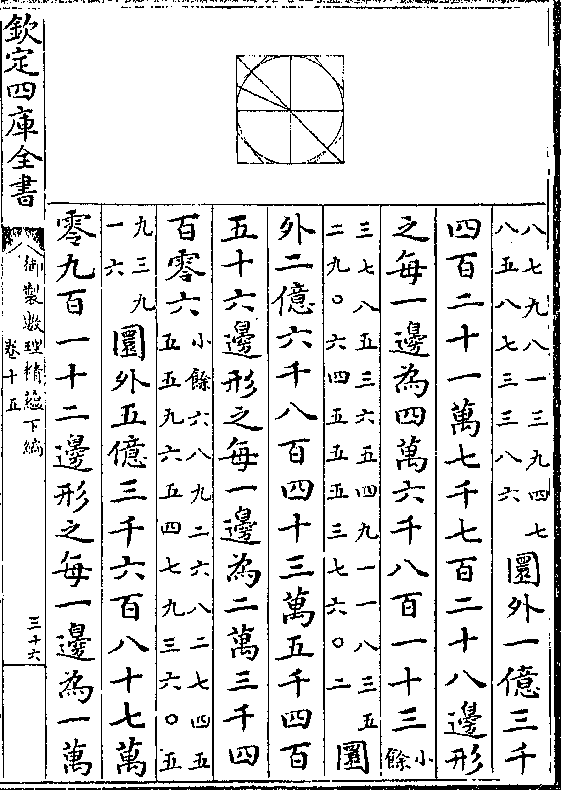 八七九八一三九四七
八五八七三三八六
圜外一億三千
四百二十一萬七千七百二十八邊形
之每一邊為四萬六千八百一十三小餘
三七八五三六五四九一一八三五
二九〇六四五五五三七六〇二
圜
外二億六千八百四十三萬五千四百
五十六邊形之每一邊為二萬三千四
百零六
小餘六八九二六八二七四五
五五九六五四七九三六〇五
九三九
一六
圜外五億三千六百八十七萬
零九百一十二邊形之每一邊為一萬
欽定四庫全書
御製數理精蘊下編
卷十五
三十六